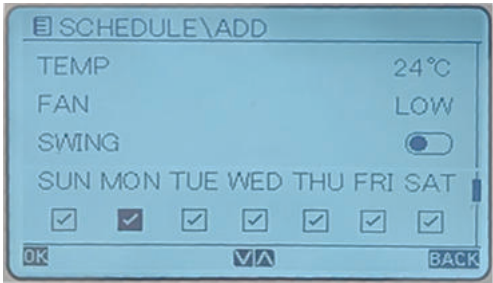 SCHEDULE\ADD
TEMP 24°C
FAN LOW
SWING
SUN MON TUE WED THU FRI SAT
OK BACK